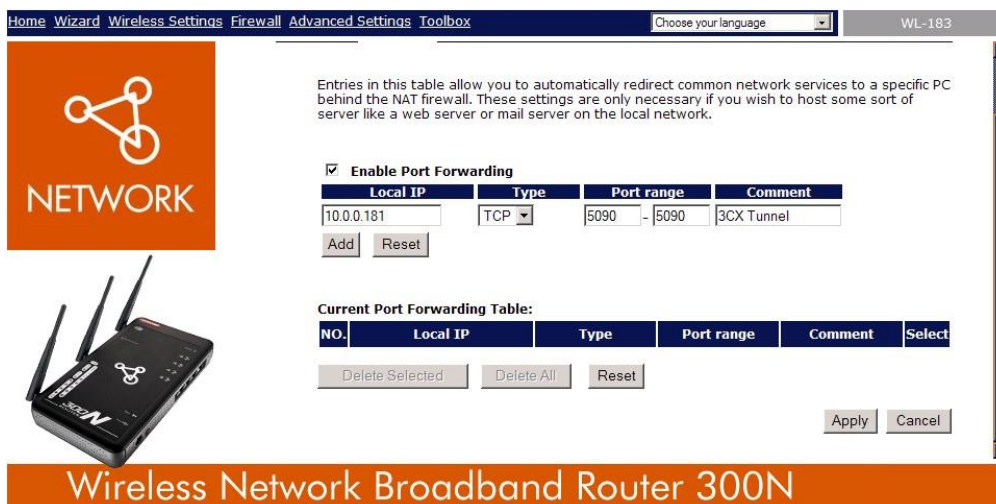 Home Wizard Wireless Settings Firewall Advanced Settings Toolbox Choose your language WL-183
Entries in this table allow you to automatically redirect common network services to a specific PC
behind the NAT firewall. These settings are only necessary if you wish to host some sort of
server like a web server or mail server on the local network.
Enable Port Forwarding
Local IP Type Port range Comment
10.0.0.181 TCP 5090 - 5090 3CX Tunnel
Add Reset
NETWORK
Current Port Forwarding Table:
NO. Local IP Type Port range Comment Select
Delete Selected Delete All Reset
300N
Apply Cancel
Wireless Network Broadband Router 300N